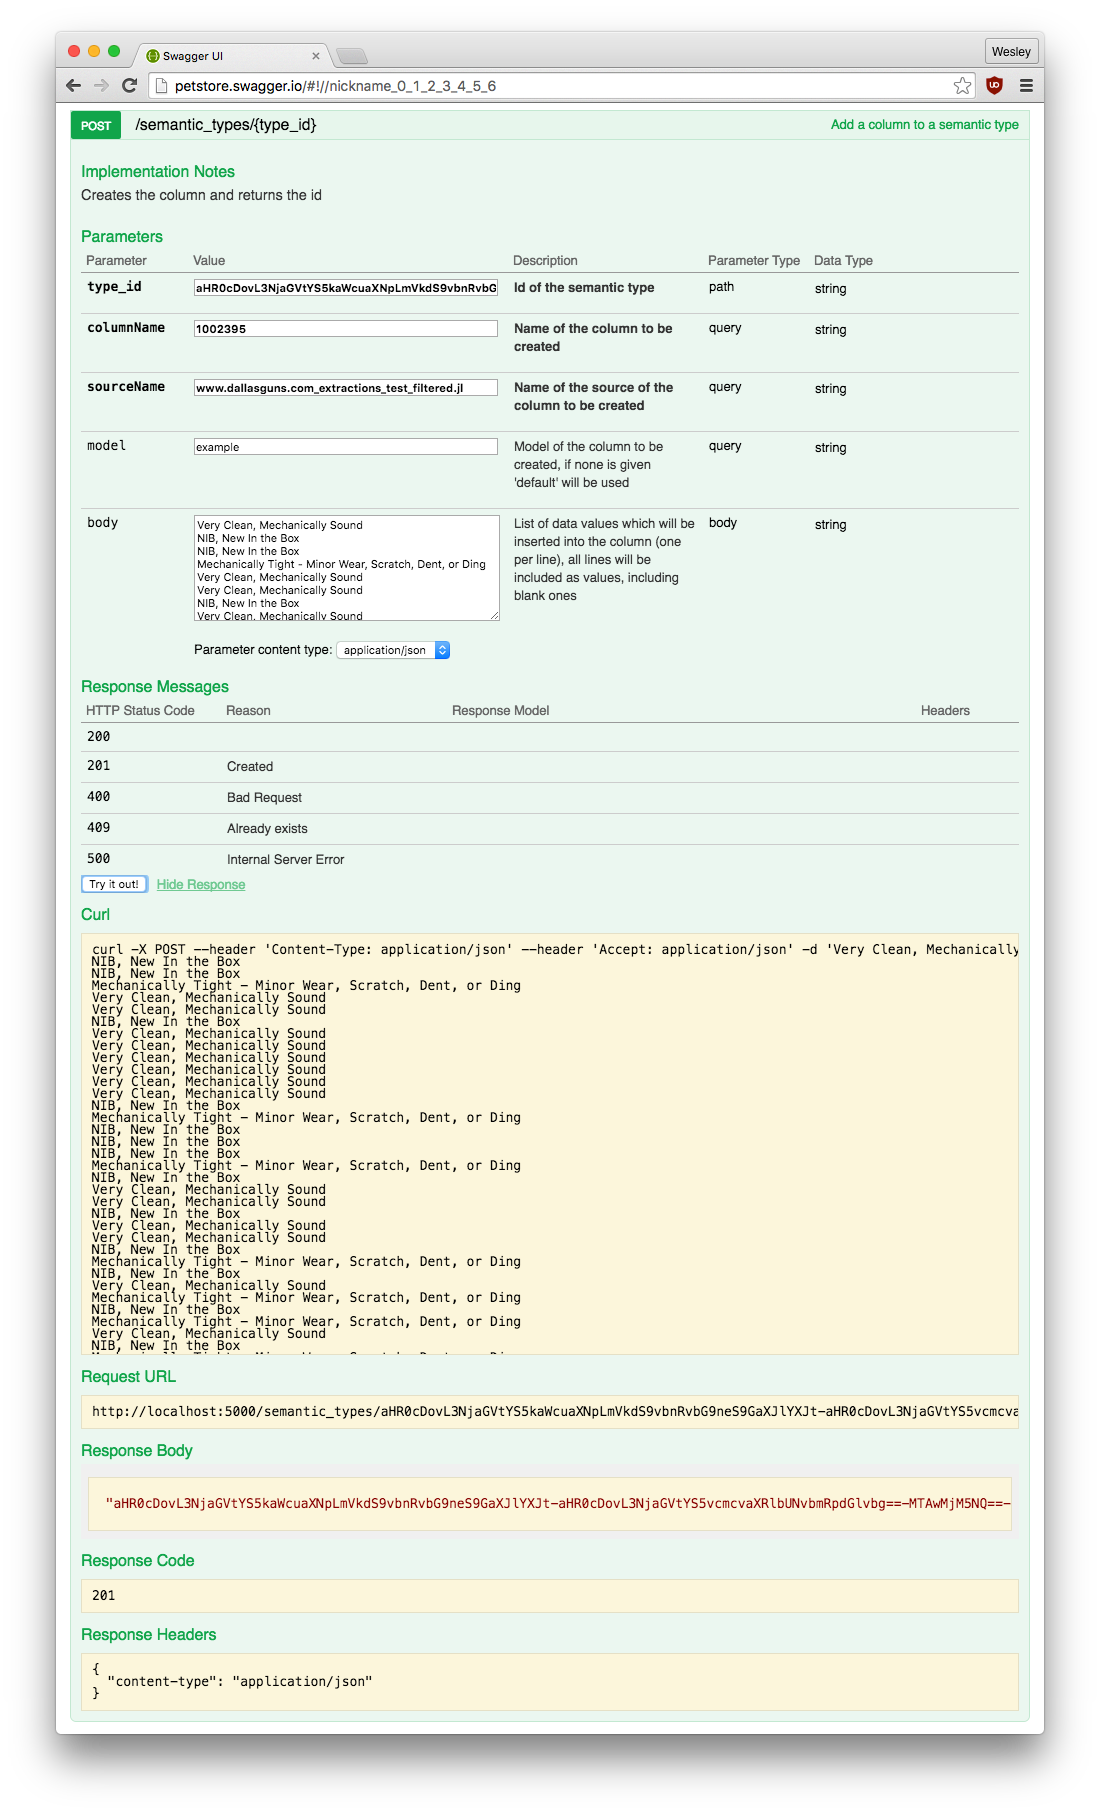 Swagger UI
Wesley
petstore.swagger.io/#!//nickname_0_1_2_3_4_5_6
POST /semantic_types/{type_id} Add a column to a semantic type
Implementation Notes
Creates the column and returns the id
Parameters
Parameter Value Description Parameter Type Data Type
type_id aHR0cDovL3NjaGVtYS5kaWcuaXNpLmVkdS9vbnRvbG Id of the semantic type path string
columnName 1002395 Name of the column to be created query string
sourceName www.dallasguns.com_extractions_test_filtered.jl Name of the source of the column to be created query string
model example Model of the column to be created, if none is given 'default' will be used query string
body
Very Clean, Mechanically Sound
NIB, New In the Box
NIB, New In the Box
Mechanically Tight - Minor Wear, Scratch, Dent, or Ding
Very Clean, Mechanically Sound
Very Clean, Mechanically Sound
NIB, New In the Box
Very Clean, Mechanically Sound
List of data values which will be
inserted into the column (one
per line), all lines will be
included as values, including
blank ones
body string
Parameter content type: application/json
Response Messages
HTTP Status Code Reason Response Model Headers
200
201 Created
400 Bad Request
409 Already exists
500 Internal Server Error
Try it out! Hide Response
Curl
curl -X POST --header 'Content-Type: application/json' --header 'Accept: application/json' -d 'Very Clean, Mechanically
NIB, New In the Box
NIB, New In the Box
Mechanically Tight - Minor Wear, Scratch, Dent, or Ding
Very Clean, Mechanically Sound
Very Clean, Mechanically Sound
NIB, New In the Box
Very Clean, Mechanically Sound
Very Clean, Mechanically Sound
Very Clean, Mechanically Sound
Very Clean, Mechanically Sound
Very Clean, Mechanically Sound
Very Clean, Mechanically Sound
NIB, New In the Box
Mechanically Tight - Minor Wear, Scratch, Dent, or Ding
NIB, New In the Box
NIB, New In the Box
NIB, New In the Box
Mechanically Tight - Minor Wear, Scratch, Dent, or Ding
NIB, New In the Box
Very Clean, Mechanically Sound
Very Clean, Mechanically Sound
NIB, New In the Box
Very Clean, Mechanically Sound
Very Clean, Mechanically Sound
NIB, New In the Box
Mechanically Tight - Minor Wear, Scratch, Dent, or Ding
NIB, New In the Box
Very Clean, Mechanically Sound
Mechanically Tight - Minor Wear, Scratch, Dent, or Ding
NIB, New In the Box
Mechanically Tight - Minor Wear, Scratch, Dent, or Ding
Very Clean, Mechanically Sound
NIB, New In the Box
Request URL
http://localhost:5000/semantic_types/aHR0cDovL3NjaGVtYS5kaWcuaXNpLmVkdS9vbnRvbG9neS9GaXJlYXJt-aHR0cDovL3NjaGVtYS5vcmcva
Response Body
"aHR0cDovL3NjaGVtYS5kaWcuaXNpLmVkdS9vbnRvbG9neS9GaXJlYXJt-aHR0cDovL3NjaGVtYS5vcmcvaXRlbUNvbmRpdGlvbg==-MTAwMjM5NQ==-
Response Code
201
Response Headers
{
"content-type": "application/json"
}